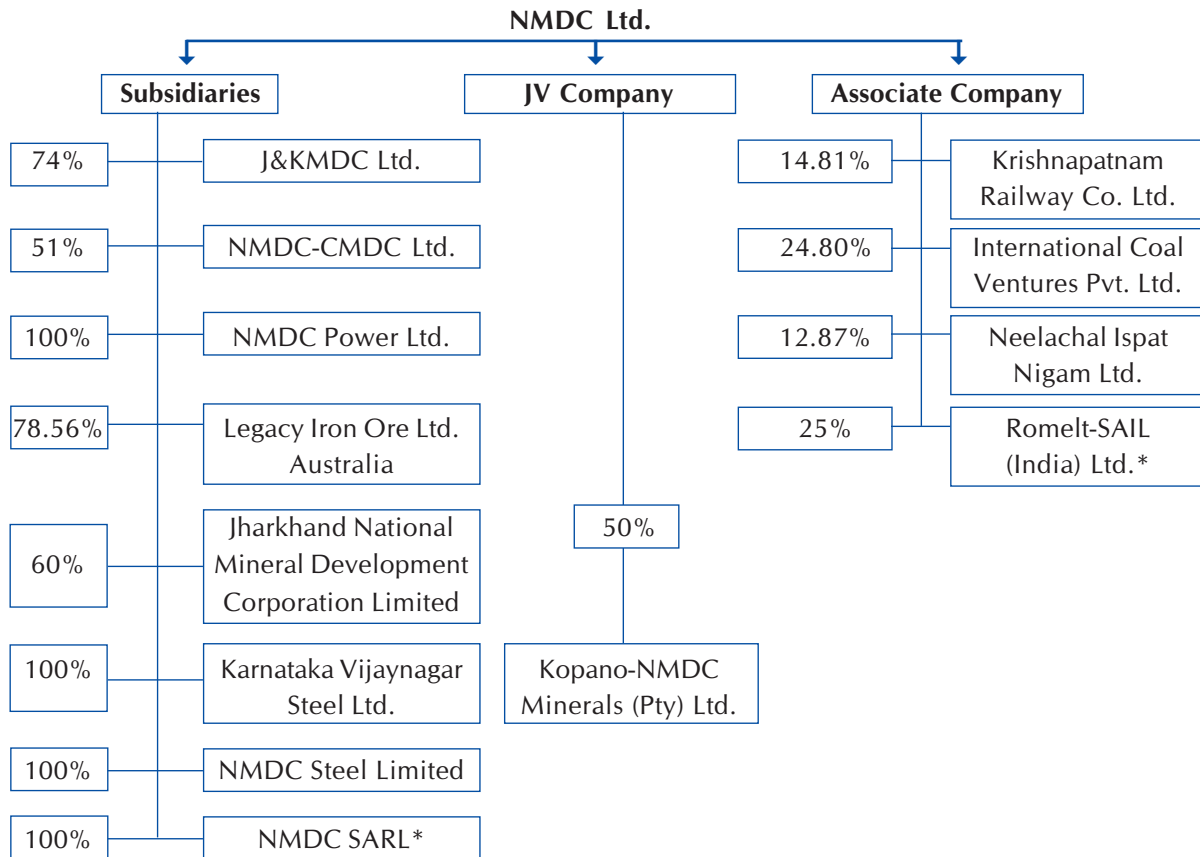 NMDC Ltd.
Subsidiaries
74%
J&KMDC Ltd.
51%
NMDC-CMDC Ltd.
100%
NMDC Power Ltd.
78.56%
Legacy Iron Ore Ltd.
Australia
60%
Jharkhand National
Mineral Development
Corporation Limited
100%
Karnataka Vijaynagar
Steel Ltd.
100%
NMDC Steel Limited
100%
NMDC SARL*
JV Company
50%
Kopano-NMDC
Minerals (Pty) Ltd.
Associate Company
14.81%
Krishnapatnam
Railway Co. Ltd.
24.80%
International Coal
Ventures Pvt. Ltd.
12.87%
Neelachal Ispat
Nigam Ltd.
25%
Romelt-SAIL
(India) Ltd.*